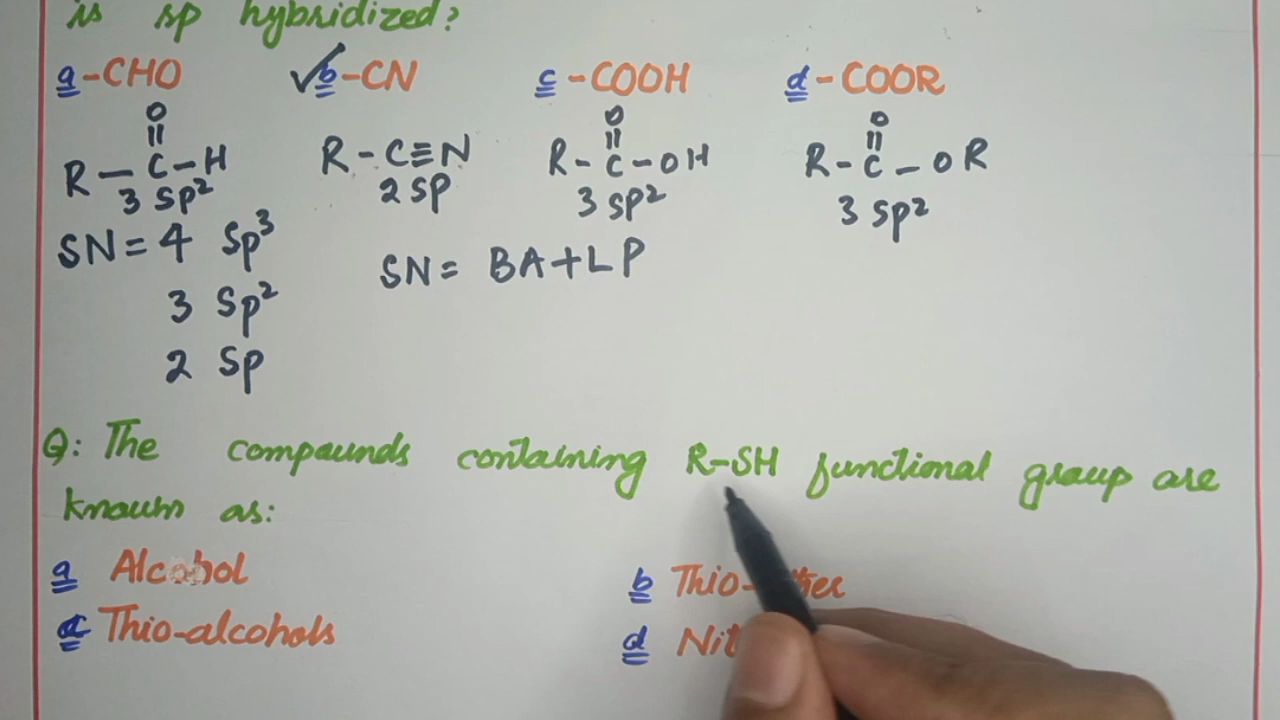 is sp hybridized?
a -CHO ✓b -CN c -COOH d - COOR
O O O
|| || ||
R - C - H R - C ≡ N R - C - OH R - C - OR
3 sp² 2 sp 3 sp² 3 sp²
SN = 4 sp³ SN = BA + LP
3 sp²
2 sp
Q: The compounds containing R-SH functional group are
known as:
a Alcohol b
c Thio-alcohols d